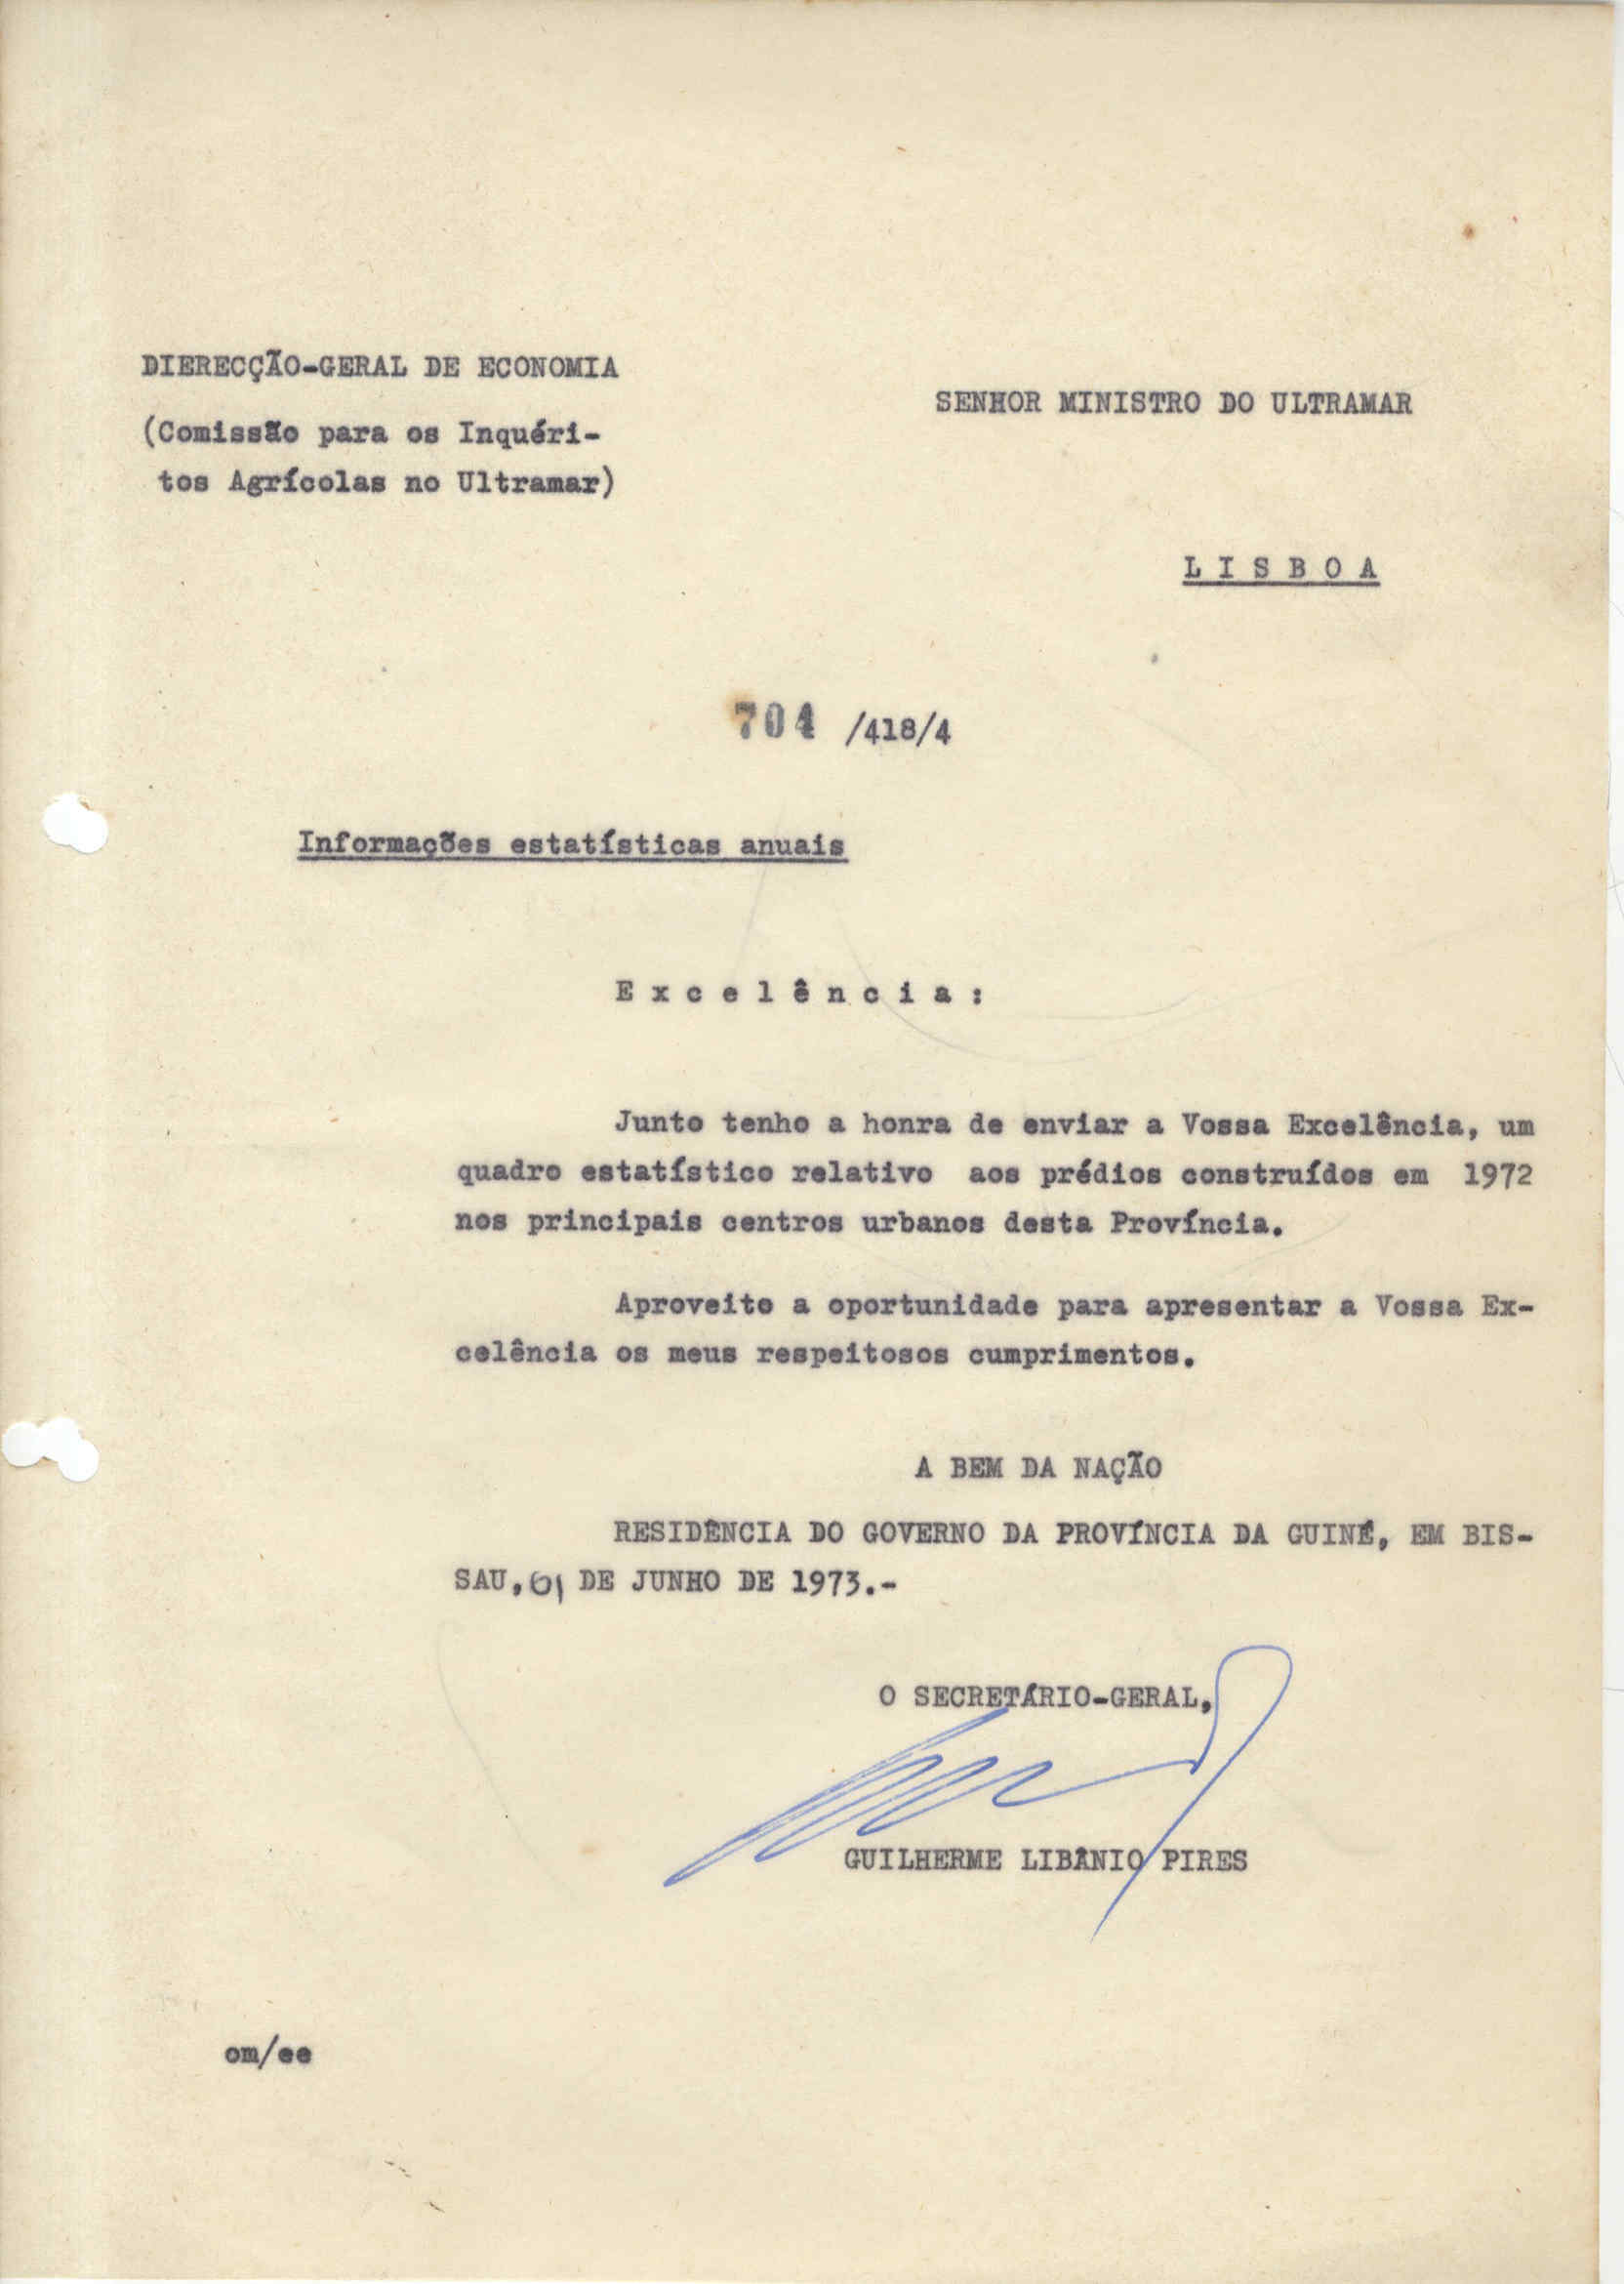 DIERECÇÃO-GERAL DE ECONOMIA
(Comissão para os Inquéri-
tos Agrícolas no Ultramar)
SENHOR MINISTRO DO ULTRAMAR
L I S B O A
704 /418/4
Informações estatísticas anuais
E x c e l ê n c i a :
Junto tenho a honra de enviar a Vossa Excelência, um
quadro estatístico relativo aos prédios construídos em 1972
nos principais centros urbanos desta Província.
Aproveito a oportunidade para apresentar a Vossa Ex-
celência os meus respeitosos cumprimentos.
A BEM DA NAÇÃO
RESIDÊNCIA DO GOVERNO DA PROVÍNCIA DA GUINÉ, EM BIS-
SAU, 01 DE JUNHO DE 1973.-
O SECRETÁRIO-GERAL,
GUILHERME LIBÂNIO PIRES
om/ee